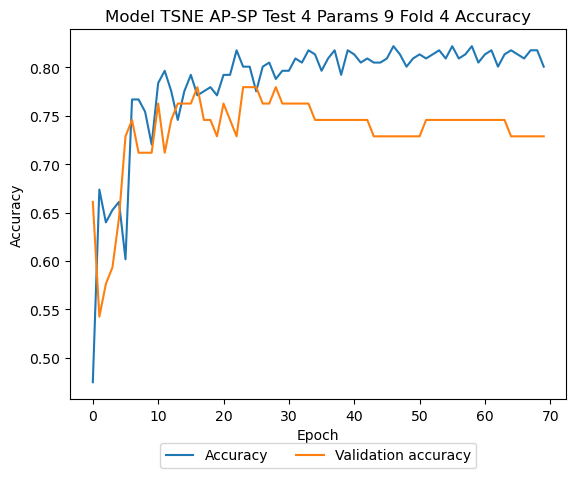 Model TSNE AP-SP Test 4 Params 9 Fold 4 Accuracy
0.80
0.75
0.70
0.65
0.60
0.55
0.50
Accuracy
0 10 20 30 40 50 60 70
Epoch
Accuracy Validation accuracy